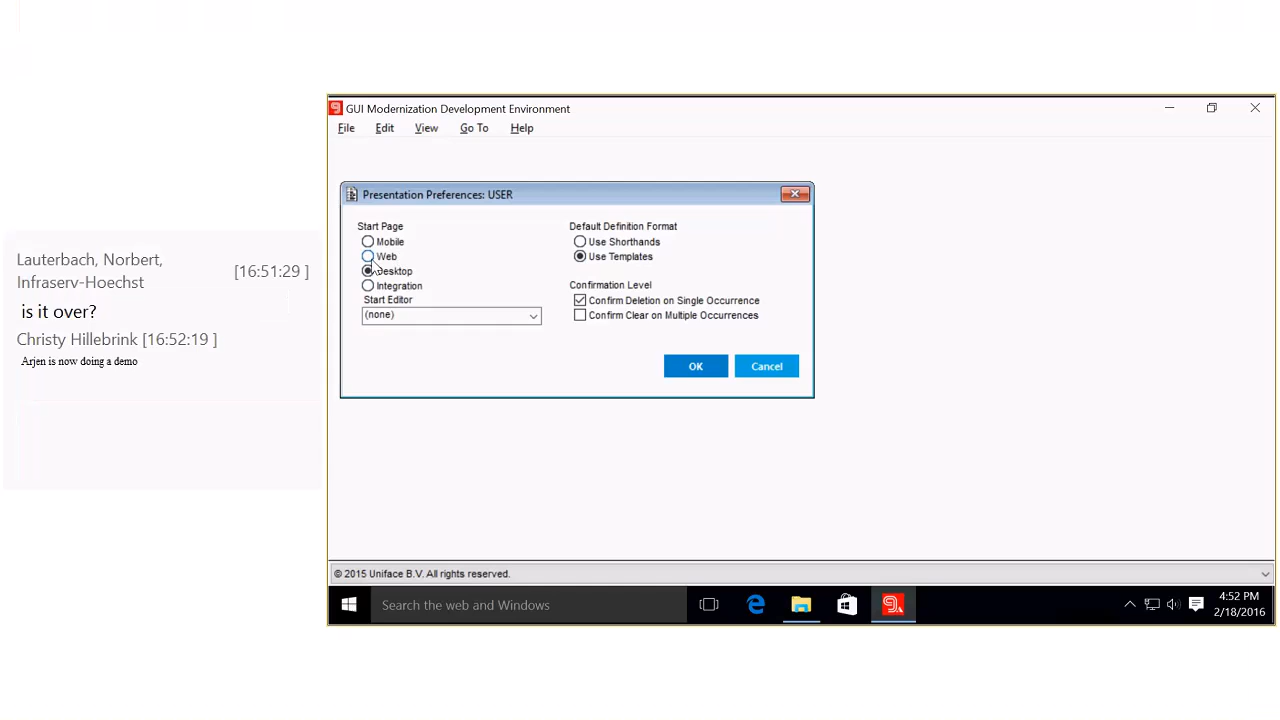 Lauterbach, Norbert,
Infraserv-Hoechst
[16:51:29 ]
is it over?
Christy Hillebrink [16:52:19 ]
Arjen is now doing a demo
GUI Modernization Development Environment
File Edit View Go To Help
Presentation Preferences: USER
Start Page
Mobile
Web
Desktop
Integration
Start Editor
(none)
Default Definition Format
Use Shorthands
Use Templates
Confirmation Level
Confirm Deletion on Single Occurrence
Confirm Clear on Multiple Occurrences
OK Cancel
© 2015 Uniface B.V. All rights reserved.
Search the web and Windows
4:52 PM
2/18/2016